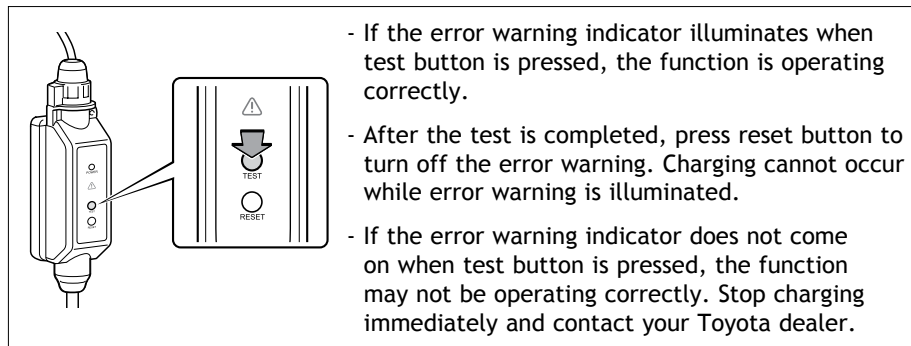 - If the error warning indicator illuminates when
test button is pressed, the function is operating
correctly.
- After the test is completed, press reset button to
turn off the error warning. Charging cannot occur
while error warning is illuminated.
- If the error warning indicator does not come
on when test button is pressed, the function
may not be operating correctly. Stop charging
immediately and contact your Toyota dealer.
TEST
RESET
POWER
TEST
RESET